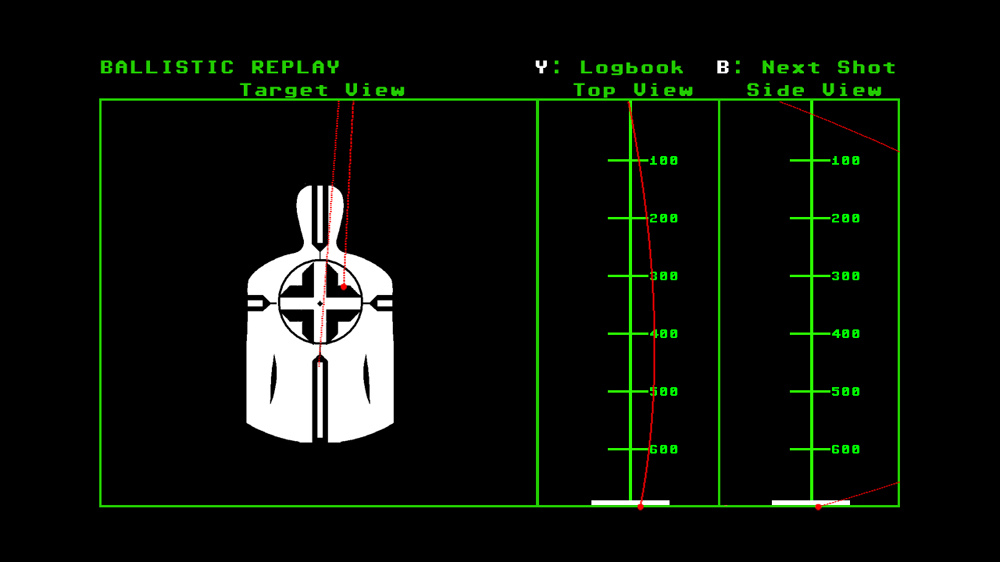 BALLISTIC REPLAY
Y: Logbook
B: Next Shot
Target View
Top View
Side View
100
200
300
400
500
600
100
200
300
400
500
600